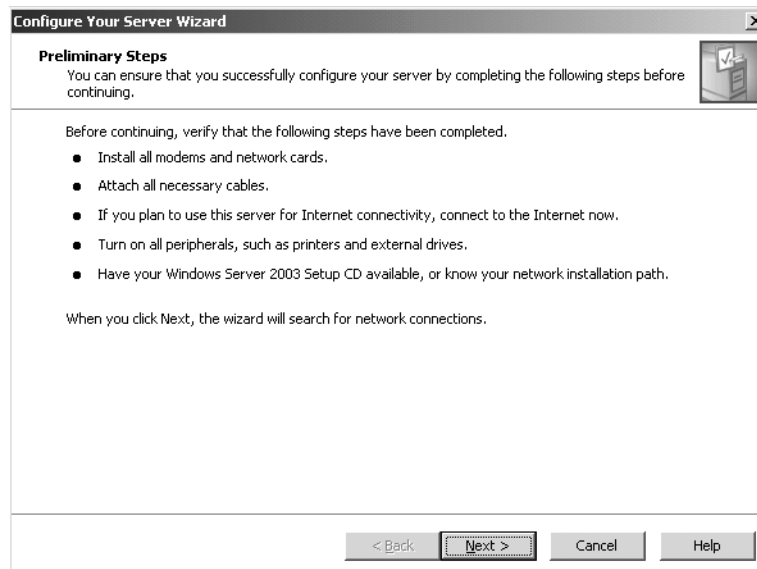 Configure Your Server Wizard
Preliminary Steps
You can ensure that you successfully configure your server by completing the following steps before
continuing.
Before continuing, verify that the following steps have been completed.
Install all modems and network cards.
Attach all necessary cables.
If you plan to use this server for Internet connectivity, connect to the Internet now.
Turn on all peripherals, such as printers and external drives.
Have your Windows Server 2003 Setup CD available, or know your network installation path.
When you click Next, the wizard will search for network connections.
< Back Next > Cancel Help